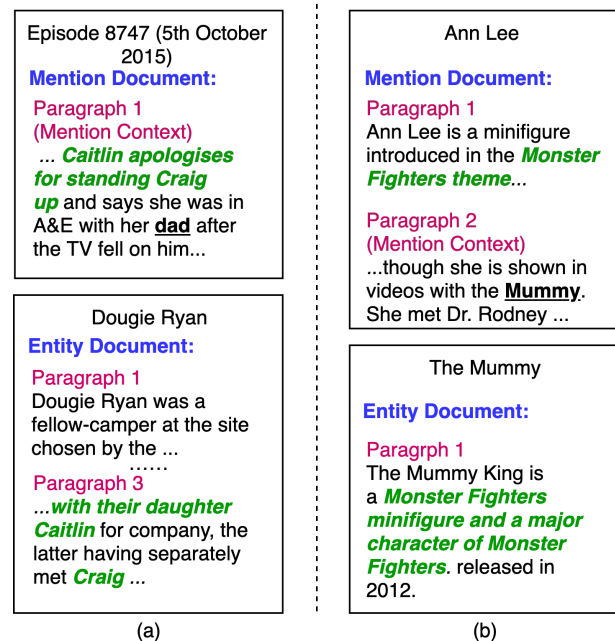 Episode 8747 (5th October
2015)
Mention Document:
Paragraph 1
(Mention Context)
... Caitlin apologises
for standing Craig
up and says she was in
A&E with her dad after
the TV fell on him...
Dougie Ryan
Entity Document:
Paragraph 1
Dougie Ryan was a
fellow-camper at the site
chosen by the ...
......
Paragraph 3
...with their daughter
Caitlin for company, the
latter having separately
met Craig ...
(a)
Ann Lee
Mention Document:
Paragraph 1
Ann Lee is a minifigure
introduced in the Monster
Fighters theme...
Paragraph 2
(Mention Context)
...though she is shown in
videos with the Mummy.
She met Dr. Rodney ...
The Mummy
Entity Document:
Paragrph 1
The Mummy King is
a Monster Fighters
minifigure and a major
character of Monster
Fighters. released in
2012.
(b)